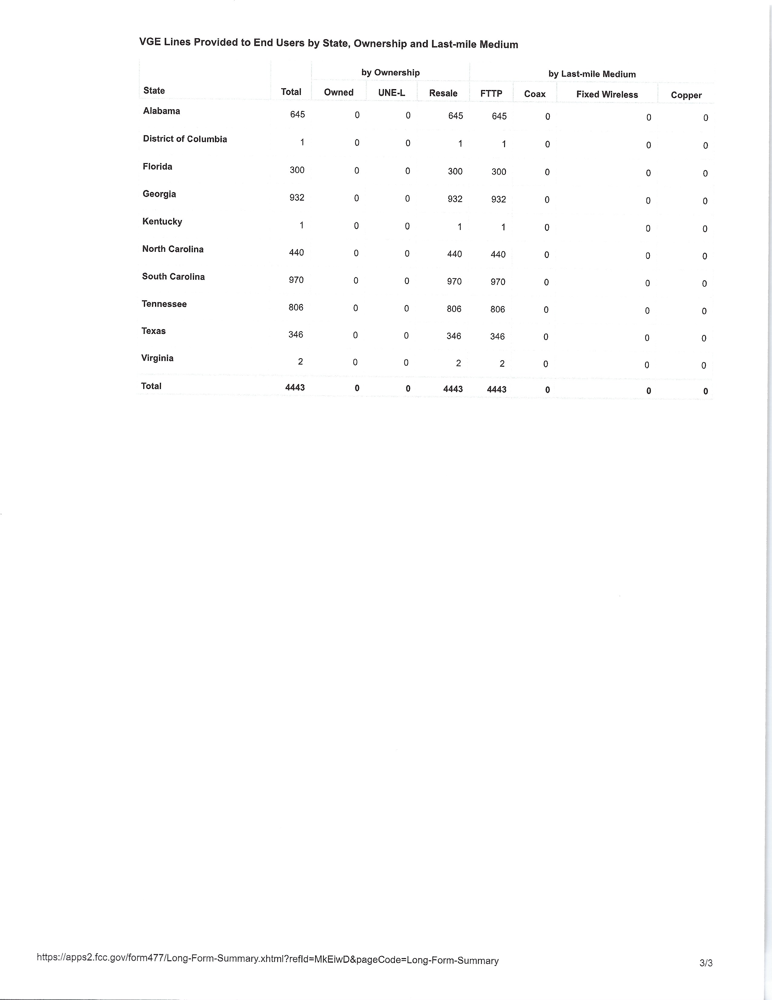 VGE Lines Provided to End Users by State, Ownership and Last-mile Medium
by Ownership by Last-mile Medium
State Total Owned UNE-L Resale FTTP Coax Fixed Wireless Copper
Alabama 645 0 0 645 645 0 0 0
District of Columbia 1 0 0 1 1 0 0 0
Florida 300 0 0 300 300 0 0 0
Georgia 932 0 0 932 932 0 0 0
Kentucky 1 0 0 1 1 0 0 0
North Carolina 440 0 0 440 440 0 0 0
South Carolina 970 0 0 970 970 0 0 0
Tennessee 806 0 0 806 806 0 0 0
Texas 346 0 0 346 346 0 0 0
Virginia 2 0 0 2 2 0 0 0
Total 4443 0 0 4443 4443 0 0 0
https://apps2.fcc.gov/form477/Long-Form-Summary.xhtml?refId=MkEiwD&pageCode=Long-Form-Summary 3/3